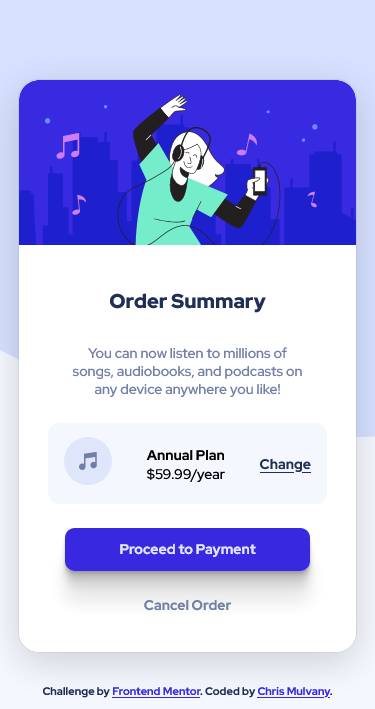 Order Summary
You can now listen to millions of
songs, audiobooks, and podcasts on
any device anywhere you like!
Annual Plan
$59.99/year
Change
Proceed to Payment
Cancel Order
Challenge by Frontend Mentor. Coded by Chris Mulvany.